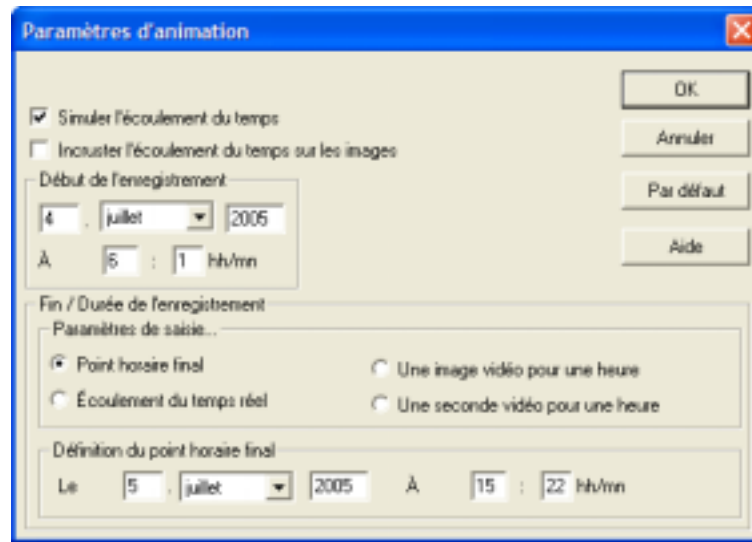 Paramètres d'animation
OK
Simuler l'écoulement du temps
Incruster l'écoulement du temps sur les images
Annuler
Début de l'enregistrement
Par défaut
4 . juillet 2005
À 6 : 1 hh/mn
Aide
Fin / Durée de l'enregistrement
Paramètres de saisie...
Point horaire final
Une image vidéo pour une heure
Écoulement du temps réel
Une seconde vidéo pour une heure
Définition du point horaire final
Le 5 . juillet 2005 À 15 : 22 hh/mn